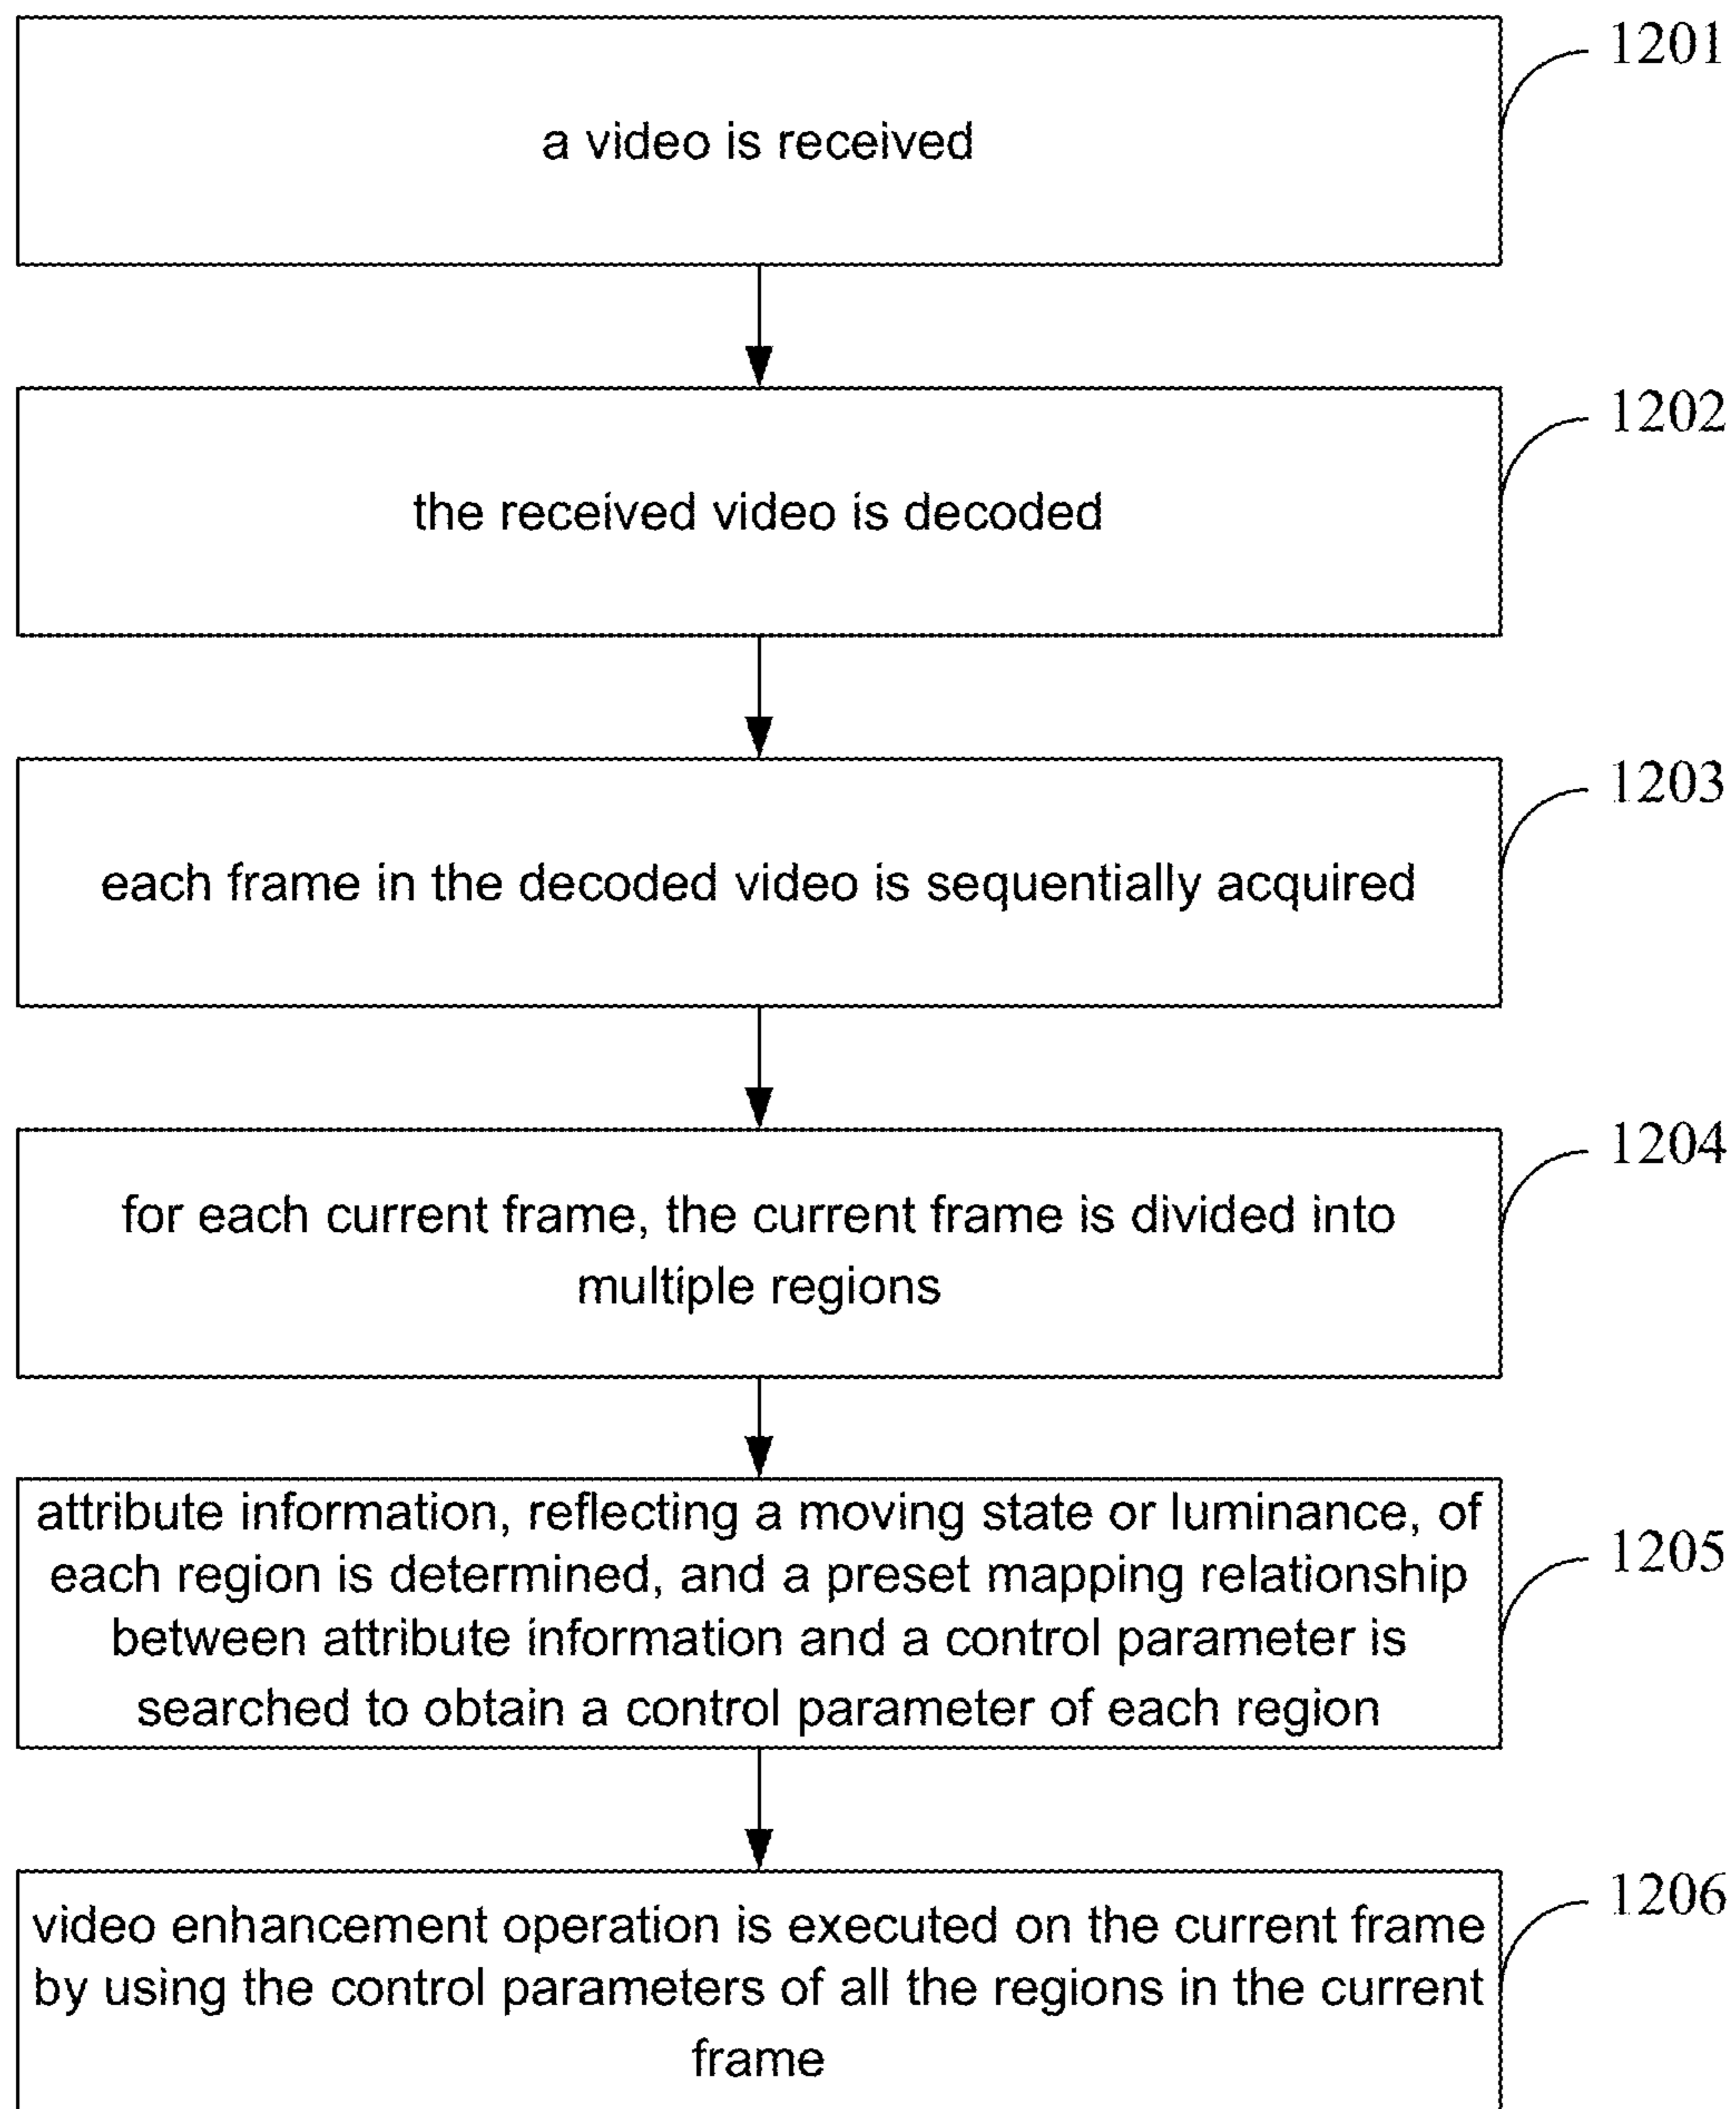 1201
a video is received
1202
the received video is decoded
1203
each frame in the decoded video is sequentially acquired
1204
for each current frame, the current frame is divided into
multiple regions
1205
attribute information, reflecting a moving state or luminance, of
each region is determined, and a preset mapping relationship
between attribute information and a control parameter is
searched to obtain a control parameter of each region
1206
video enhancement operation is executed on the current frame
by using the control parameters of all the regions in the current
frame